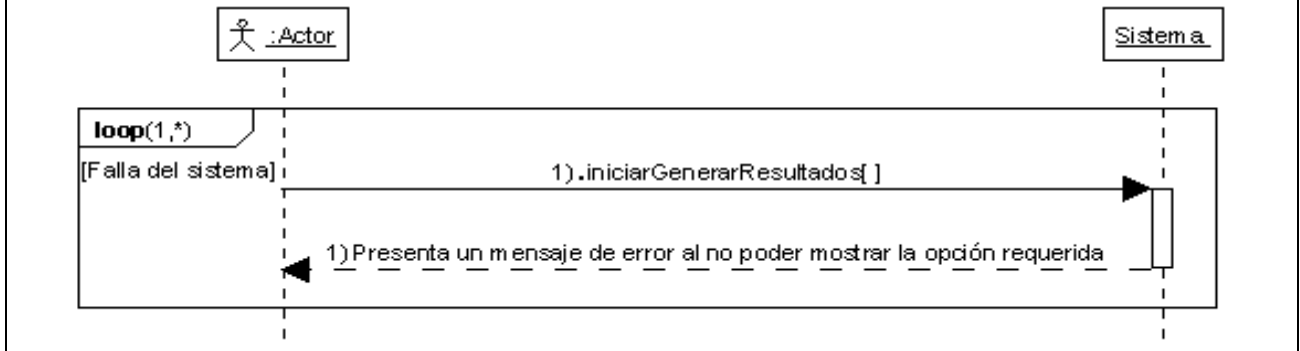 :Actor
Sistema
loop(1,*)
[Falla del sistema]
1).iniciarGenerarResultados[ ]
1)Presenta un mensaje de error al no poder mostrar la opción requerida